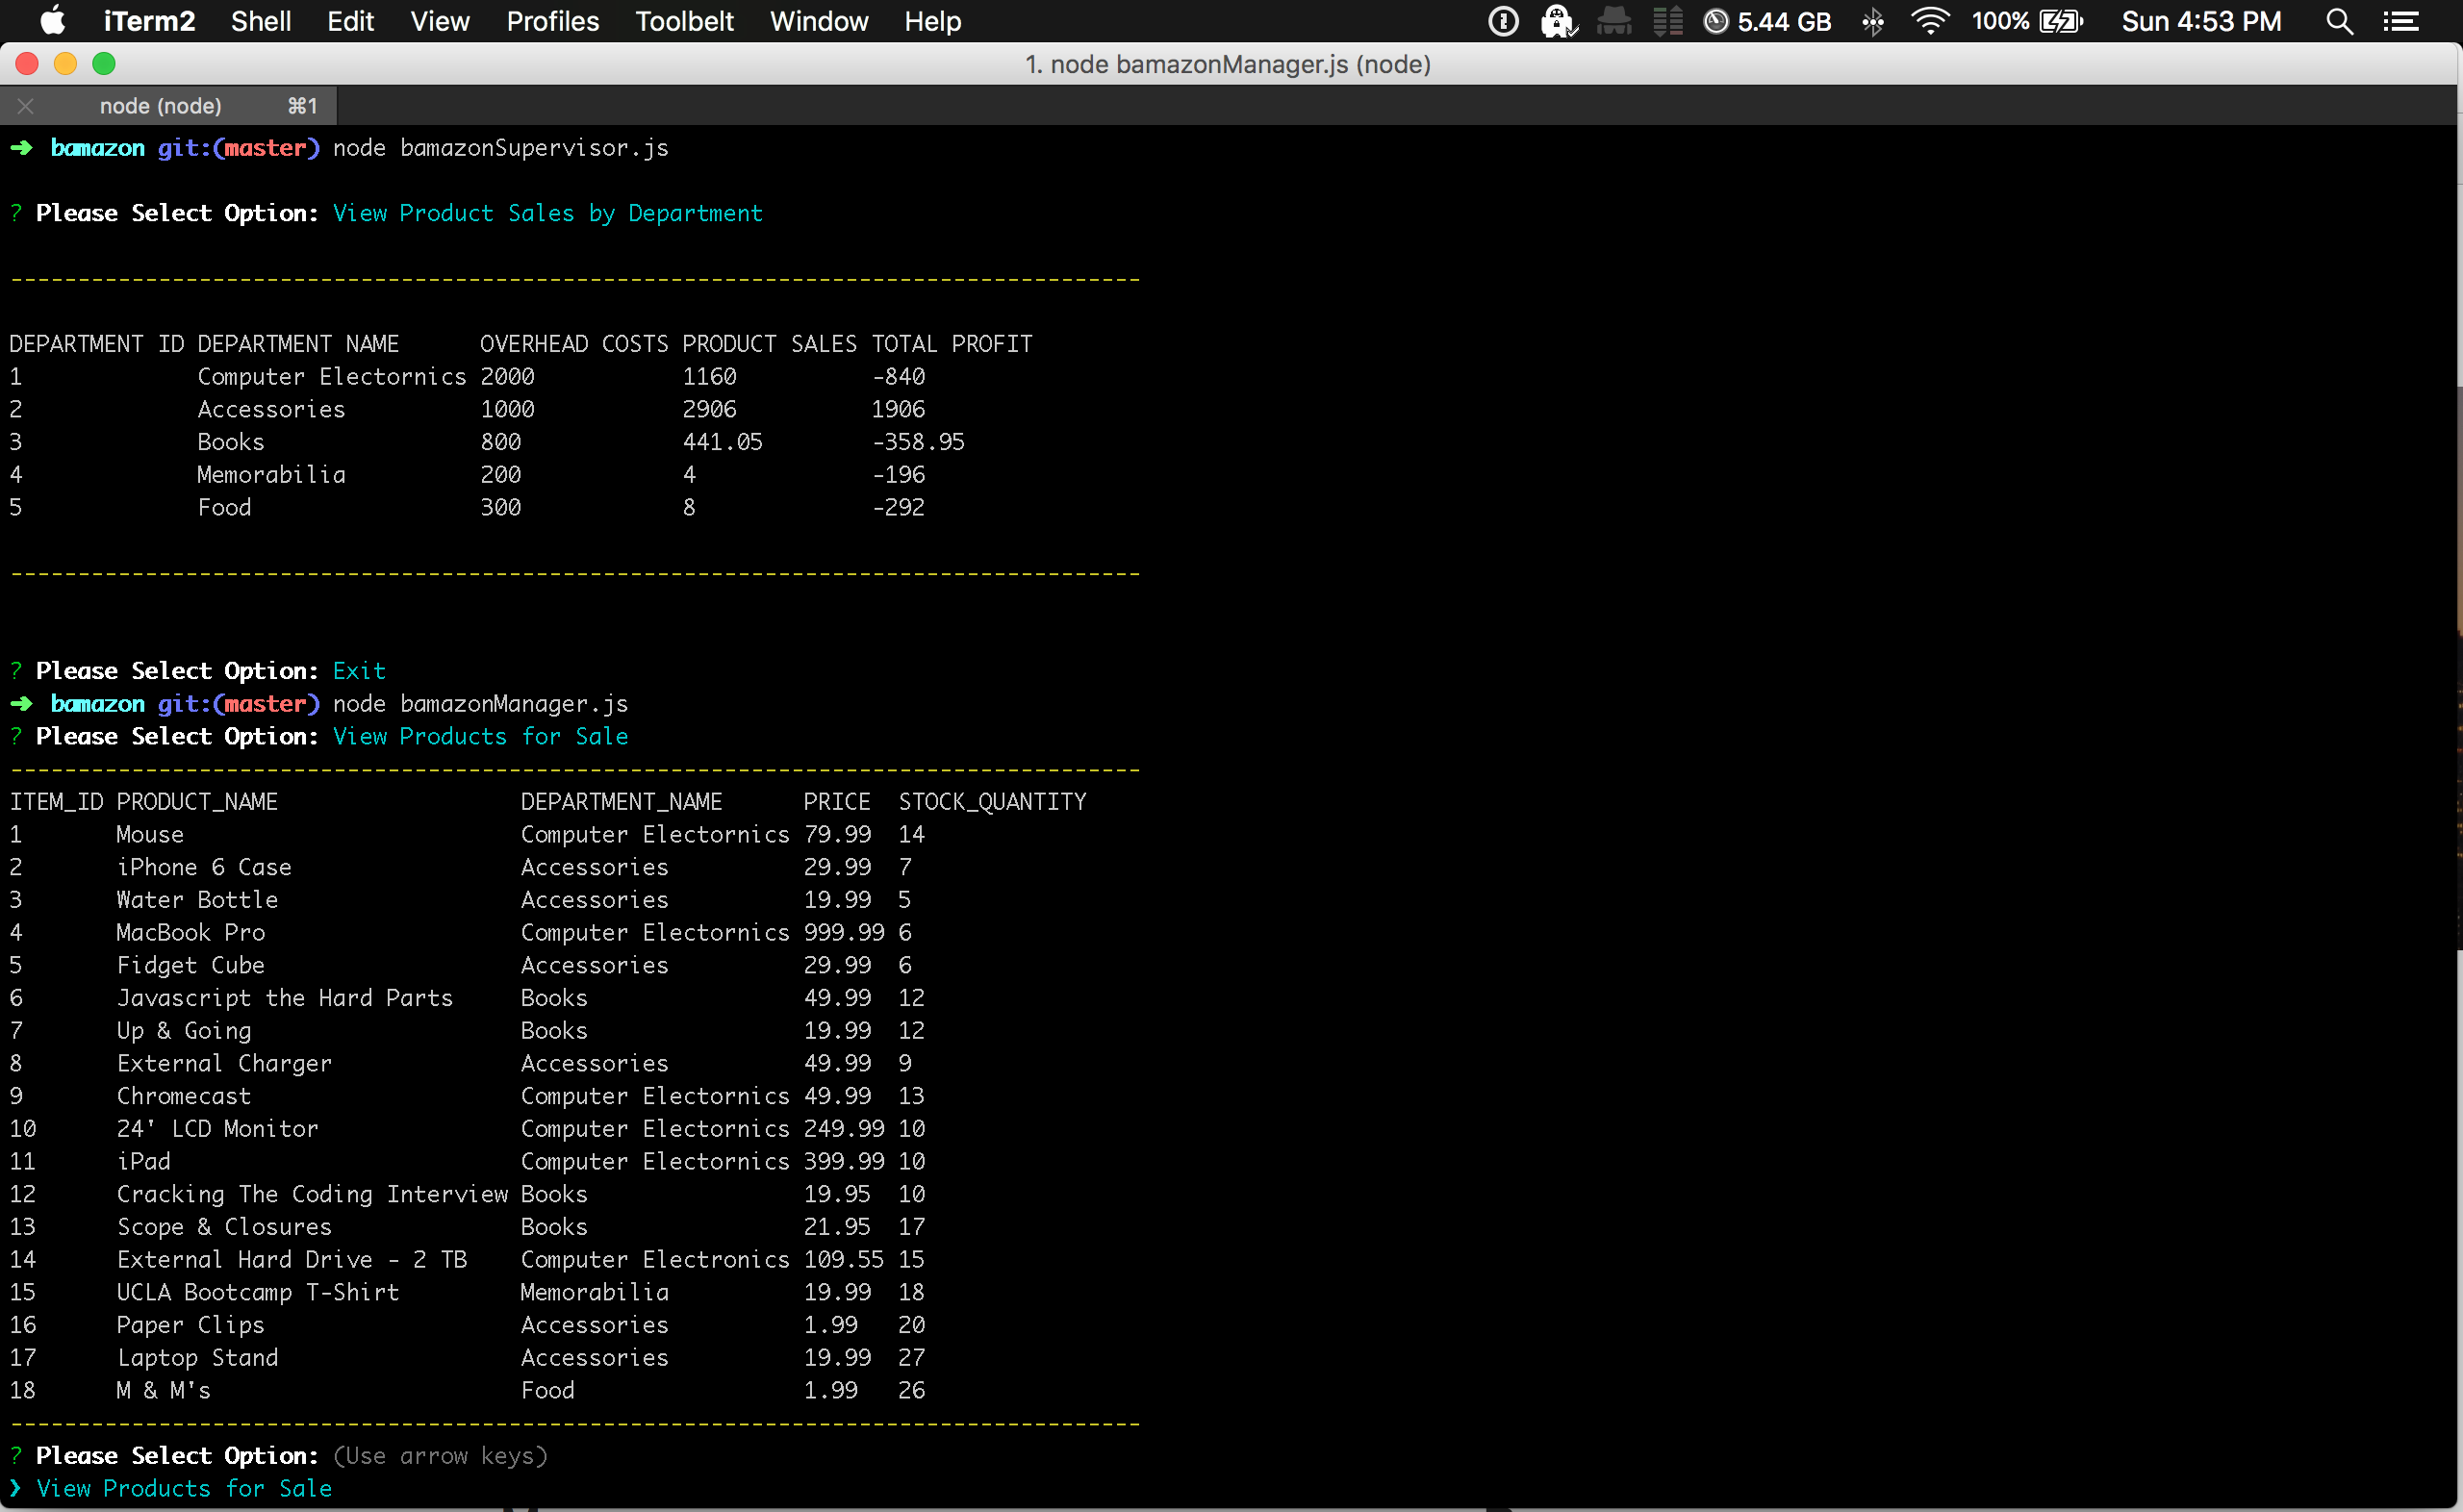 iTerm2 Shell Edit View Profiles Toolbelt Window Help 5.44 GB 100% Sun 4:53 PM
1. node bamazonManager.js (node)
node (node) ⌘1
➜ bamazon git:(master) node bamazonSupervisor.js
? Please Select Option: View Product Sales by Department
------------------------------------------------------------------------------------
DEPARTMENT ID DEPARTMENT NAME OVERHEAD COSTS PRODUCT SALES TOTAL PROFIT
1 Computer Electornics 2000 1160 -840
2 Accessories 1000 2906 1906
3 Books 800 441.05 -358.95
4 Memorabilia 200 4 -196
5 Food 300 8 -292
------------------------------------------------------------------------------------
? Please Select Option: Exit
➜ bamazon git:(master) node bamazonManager.js
? Please Select Option: View Products for Sale
------------------------------------------------------------------------------------
ITEM_ID PRODUCT_NAME DEPARTMENT_NAME PRICE STOCK_QUANTITY
1 Mouse Computer Electornics 79.99 14
2 iPhone 6 Case Accessories 29.99 7
3 Water Bottle Accessories 19.99 5
4 MacBook Pro Computer Electornics 999.99 6
5 Fidget Cube Accessories 29.99 6
6 Javascript the Hard Parts Books 49.99 12
7 Up & Going Books 19.99 12
8 External Charger Accessories 49.99 9
9 Chromecast Computer Electornics 49.99 13
10 24' LCD Monitor Computer Electornics 249.99 10
11 iPad Computer Electornics 399.99 10
12 Cracking The Coding Interview Books 19.95 10
13 Scope & Closures Books 21.95 17
14 External Hard Drive - 2 TB Computer Electronics 109.55 15
15 UCLA Bootcamp T-Shirt Memorabilia 19.99 18
16 Paper Clips Accessories 1.99 20
17 Laptop Stand Accessories 19.99 27
18 M & M's Food 1.99 26
------------------------------------------------------------------------------------
? Please Select Option: (Use arrow keys)
❯ View Products for Sale